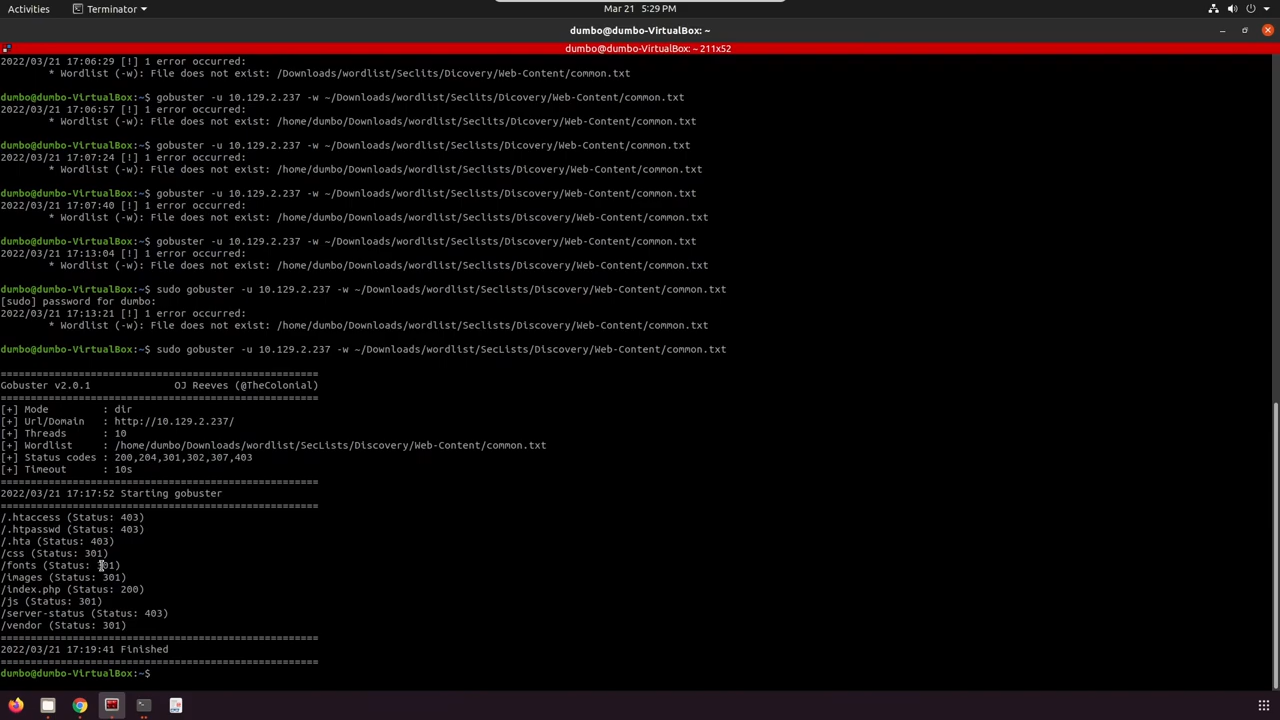 Activities Terminator Mar 21 5:29 PM
dumbo@dumbo-VirtualBox: ~
dumbo@dumbo-VirtualBox: ~ 211x52
2022/03/21 17:06:29 [!] 1 error occurred:
* Wordlist (-w): File does not exist: /Downloads/wordlist/Seclits/Dicovery/Web-Content/common.txt
dumbo@dumbo-VirtualBox:~$ gobuster -u 10.129.2.237 -w ~/Downloads/wordlist/Seclits/Dicovery/Web-Content/common.txt
2022/03/21 17:06:57 [!] 1 error occurred:
* Wordlist (-w): File does not exist: /home/dumbo/Downloads/wordlist/Seclits/Dicovery/Web-Content/common.txt
dumbo@dumbo-VirtualBox:~$ gobuster -u 10.129.2.237 -w ~/Downloads/wordlist/Seclits/Discovery/Web-Content/common.txt
2022/03/21 17:07:24 [!] 1 error occurred:
* Wordlist (-w): File does not exist: /home/dumbo/Downloads/wordlist/Seclits/Discovery/Web-Content/common.txt
dumbo@dumbo-VirtualBox:~$ gobuster -u 10.129.2.237 -w ~/Downloads/wordlist/Seclists/Discovery/Web-Content/common.txt
2022/03/21 17:07:40 [!] 1 error occurred:
* Wordlist (-w): File does not exist: /home/dumbo/Downloads/wordlist/Seclists/Discovery/Web-Content/common.txt
dumbo@dumbo-VirtualBox:~$ gobuster -u 10.129.2.237 -w ~/Downloads/wordlist/Seclists/Discovery/Web-Content/common.txt
2022/03/21 17:13:04 [!] 1 error occurred:
* Wordlist (-w): File does not exist: /home/dumbo/Downloads/wordlist/Seclists/Discovery/Web-Content/common.txt
dumbo@dumbo-VirtualBox:~$ sudo gobuster -u 10.129.2.237 -w ~/Downloads/wordlist/Seclists/Discovery/Web-Content/common.txt
[sudo] password for dumbo:
2022/03/21 17:13:21 [!] 1 error occurred:
* Wordlist (-w): File does not exist: /home/dumbo/Downloads/wordlist/Seclists/Discovery/Web-Content/common.txt
dumbo@dumbo-VirtualBox:~$ sudo gobuster -u 10.129.2.237 -w ~/Downloads/wordlist/SecLists/Discovery/Web-Content/common.txt
=====================================================
Gobuster v2.0.1 OJ Reeves (@TheColonial)
=====================================================
[+] Mode : dir
[+] Url/Domain : http://10.129.2.237/
[+] Threads : 10
[+] Wordlist : /home/dumbo/Downloads/wordlist/SecLists/Discovery/Web-Content/common.txt
[+] Status codes : 200,204,301,302,307,403
[+] Timeout : 10s
=====================================================
2022/03/21 17:17:52 Starting gobuster
=====================================================
/.htaccess (Status: 403)
/.htpasswd (Status: 403)
/.hta (Status: 403)
/css (Status: 301)
/fonts (Status: 301)
/images (Status: 301)
/index.php (Status: 200)
/js (Status: 301)
/server-status (Status: 403)
/vendor (Status: 301)
=====================================================
2022/03/21 17:19:41 Finished
=====================================================
dumbo@dumbo-VirtualBox:~$